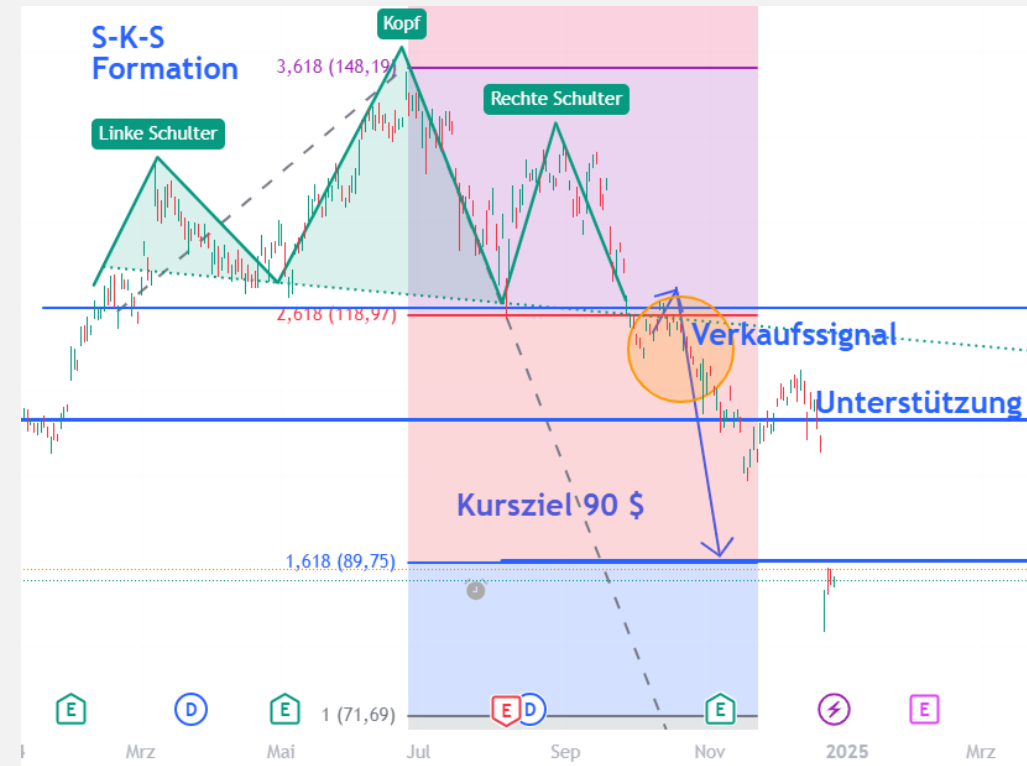 S-K-S
Formation
Kopf
3,618 (148,19)
Rechte Schulter
Linke Schulter
2,618 (118,97)
Verkaufssignal
Unterstützung
Kursziel 90 $
1,618 (89,75)
E
D
E
1 (71,69)
E
D
E
E
Mrz
Mai
Jul
Sep
Nov
2025
Mrz